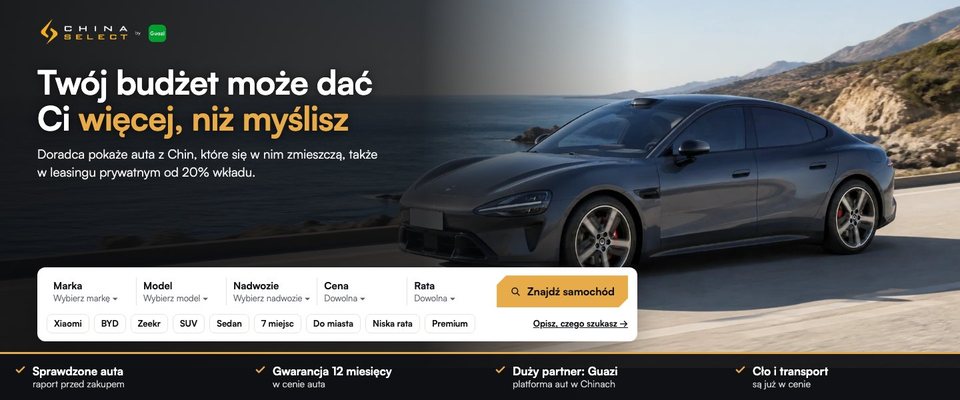 CHINA
SELECT
by
Guazi
Twój budżet może dać
Ci więcej, niż myślisz
Doradca pokaże auta z Chin, które się w nim zmieszczą, także
w leasingu prywatnym od 20% wkładu.
Marka
Wybierz markę
Model
Wybierz model
Nadwozie
Wybierz nadwozie
Cena
Dowolna
Rata
Dowolna
Znajdź samochód
Xiaomi
BYD
Zeekr
SUV
Sedan
7 miejsc
Do miasta
Niska rata
Premium
Opisz, czego szukasz →
Sprawdzone auta
raport przed zakupem
Gwarancja 12 miesięcy
w cenie auta
Duży partner: Guazi
platforma aut w Chinach
Cło i transport
są już w cenie